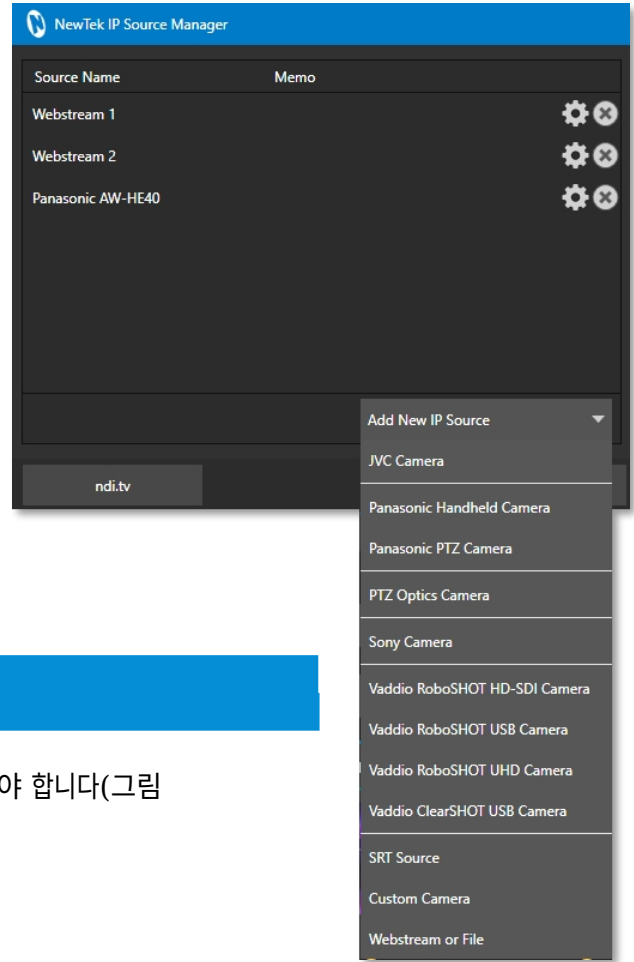 NewTek IP Source Manager
Source Name Memo
Webstream 1
Webstream 2
Panasonic AW-HE40
Add New IP Source
JVC Camera
ndi.tv
Panasonic Handheld Camera
Panasonic PTZ Camera
PTZ Optics Camera
Sony Camera
Vaddio RoboSHOT HD-SDI Camera
Vaddio RoboSHOT USB Camera
Vaddio RoboSHOT UHD Camera
Vaddio ClearSHOT USB Camera
SRT Source
Custom Camera
Webstream or File
야 합니다(그림